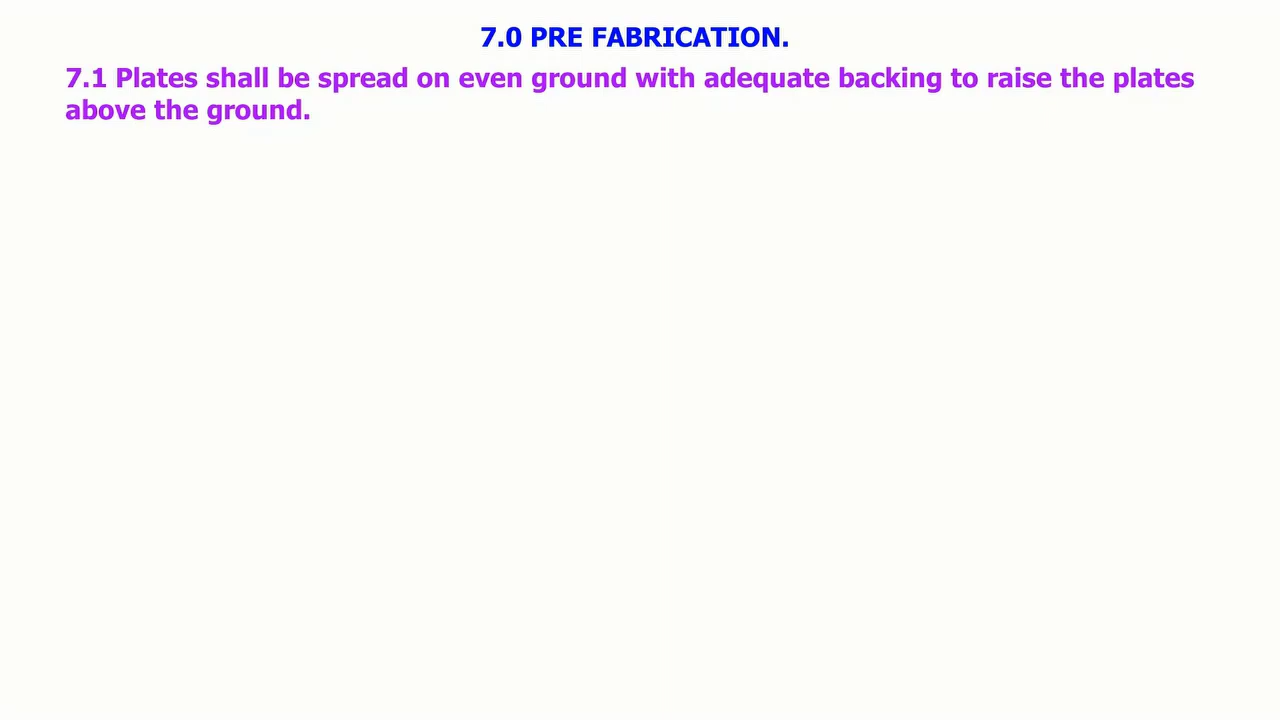 7.0 PRE FABRICATION.
7.1 Plates shall be spread on even ground with adequate backing to raise the plates
above the ground.